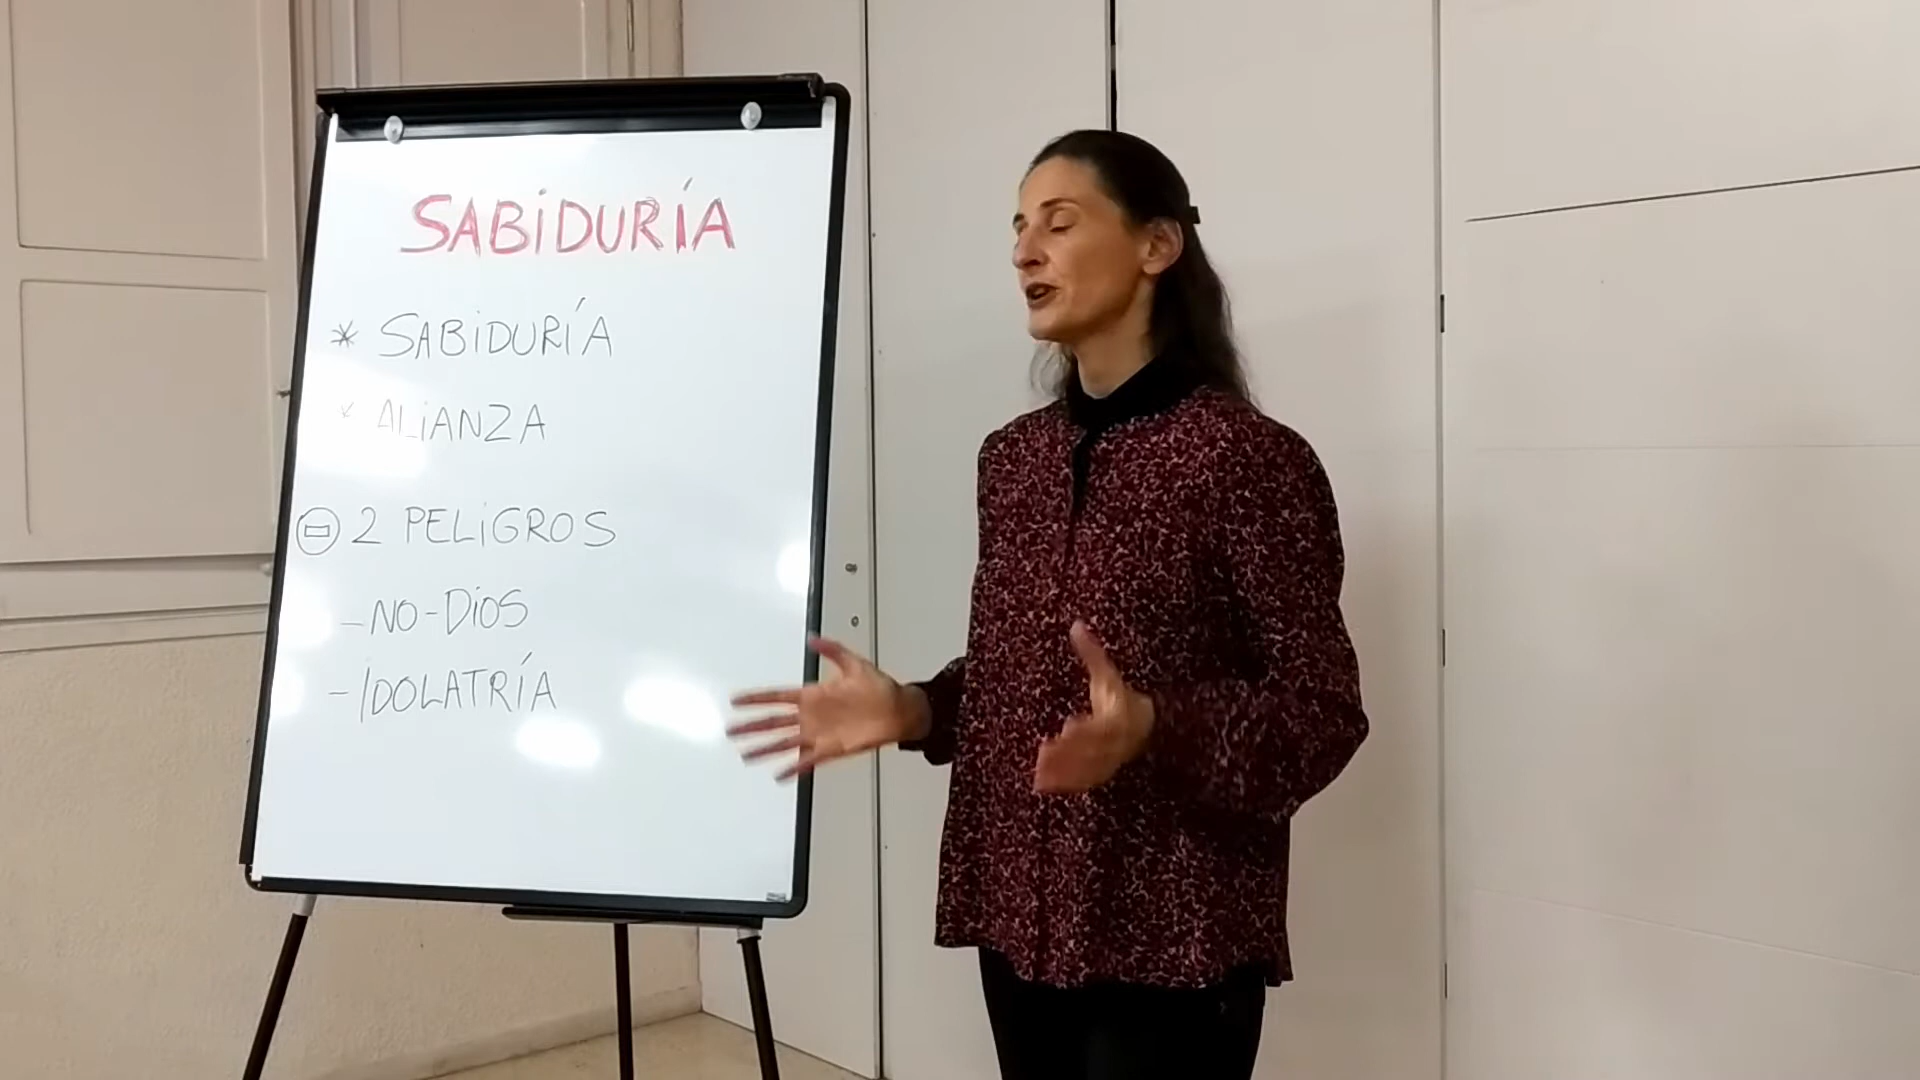 SABIDURÍA
* SABIDURÍA
* ALIANZA
⊖ 2 PELIGROS
- NO-DIOS
- IDOLATRÍA